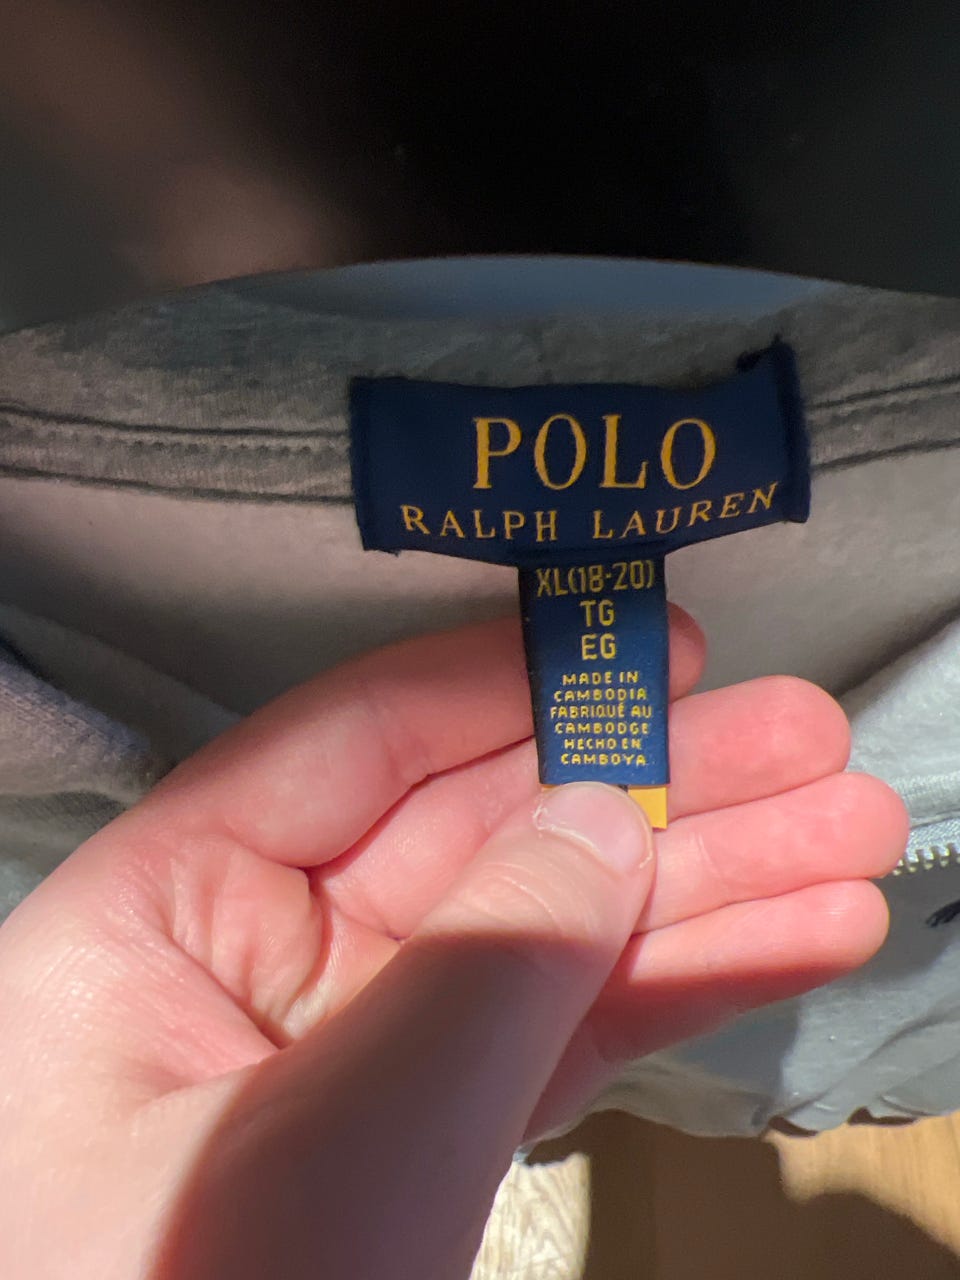 POLO
RALPH LAUREN
XL(18-20)
TG
EG
MADE IN
CAMBODIA
FABRIQUÉ AU
CAMBODGE
HECHO EN
CAMBOYA